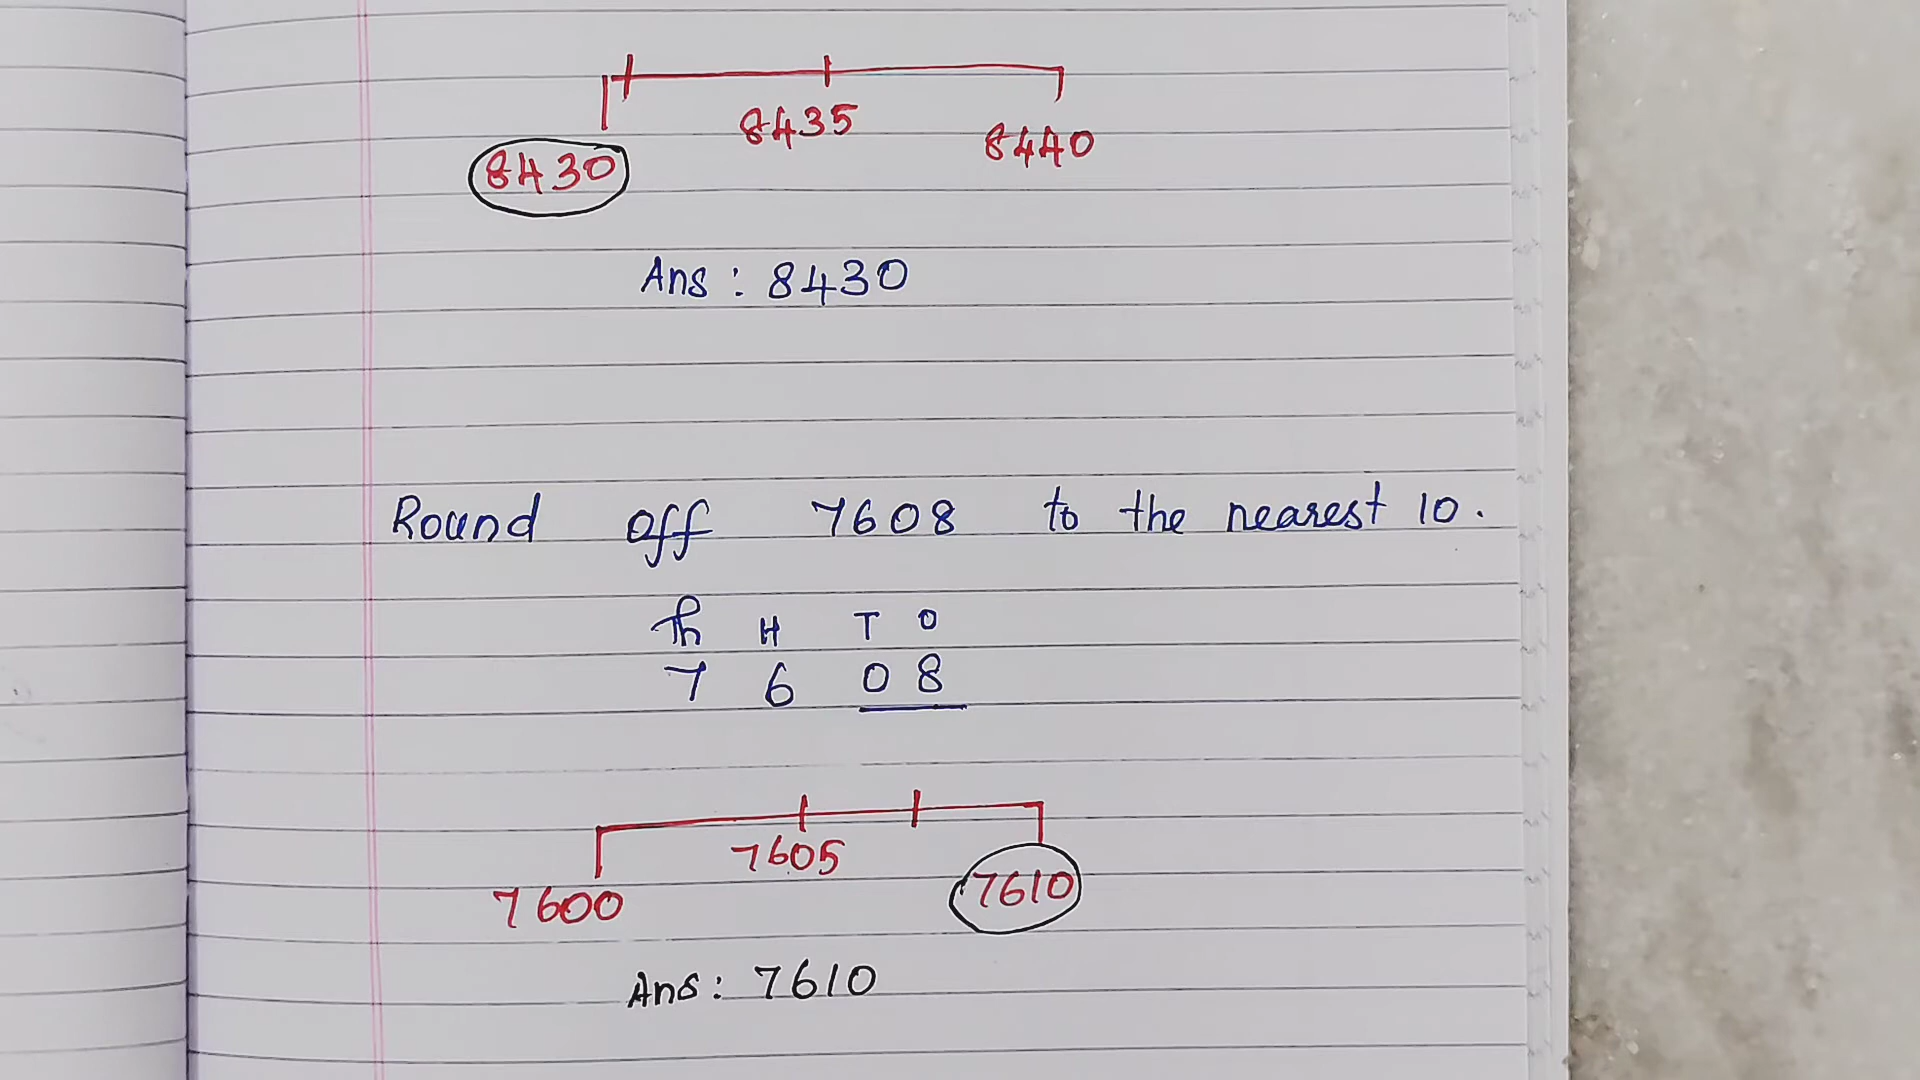 8435
8440
8430
Ans : 8430
Round off 7608 to the nearest 10.
Th H T O
7 6 0 8
7605
7610
7600
Ans : 7610